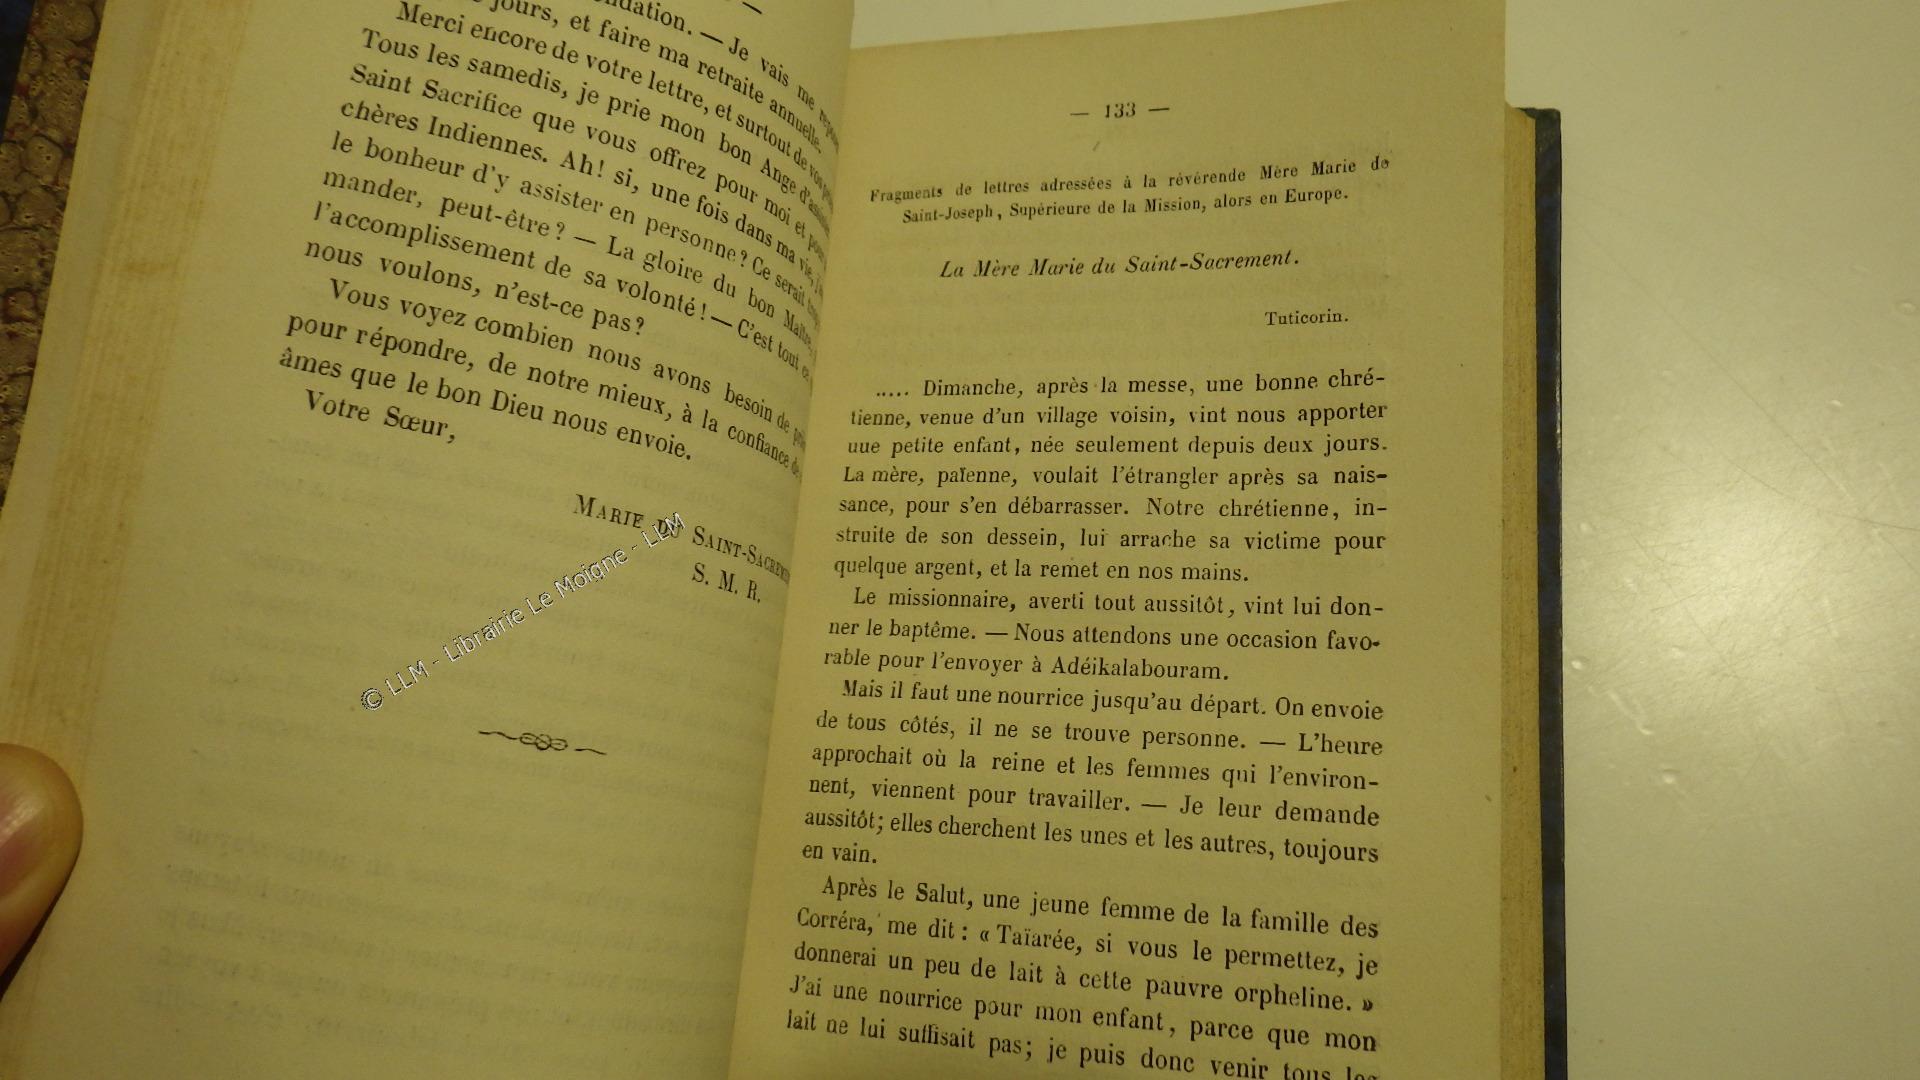 jours, et faire ma retraite annuelle.
Merci encore de votre lettre, et surtout de vos
Tous les samedis, je prie mon bon Ange d'assister
Saint Sacrifice que vous offrez pour moi et pour
chères Indiennes. Ah! si, une fois dans ma vie, j'a
le bonheur d'y assister en personne? Ce serait trop
mander, peut-être? — La gloire du bon Maître,
l'accomplissement de sa volonté! — C'est tout ce
nous voulons, n'est-ce pas?
Vous voyez combien nous avons besoin de
pour répondre, de notre mieux, à la confiance de
âmes que le bon Dieu nous envoie.
Votre Sœur,
MARIE DU SAINT-SACREMENT
S. M. R.
© LLM - Librairie Le Moigne - LLM
— 133 —
Fragments de lettres adressées à la révérende Mère Marie de
Saint-Joseph, Supérieure de la Mission, alors en Europe.
La Mère Marie du Saint-Sacrement.
Tuticorin.
..... Dimanche, après la messe, une bonne chré-
tienne, venue d'un village voisin, vint nous apporter
uue petite enfant, née seulement depuis deux jours.
La mère, païenne, voulait l'étrangler après sa nais-
sance, pour s'en débarrasser. Notre chrétienne, in-
struite de son dessein, lui arrache sa victime pour
quelque argent, et la remet en nos mains.
Le missionnaire, averti tout aussitôt, vint lui don-
ner le baptême. — Nous attendons une occasion favo-
rable pour l'envoyer à Adéikalabouram.
Mais il faut une nourrice jusqu'au départ. On envoie
de tous côtés, il ne se trouve personne. — L'heure
approchait où la reine et les femmes qui l'environ-
nent, viennent pour travailler. — Je leur demande
aussitôt; elles cherchent les unes et les autres, toujours
en vain.
Après le Salut, une jeune femme de la famille des
Corréra, me dit : « Taïarée, si vous le permettez, je
donnerai un peu de lait à cette pauvre orpheline. »
J'ai une nourrice pour mon enfant, parce que mon
lait ne lui suffisait pas; je puis donc venir tous les